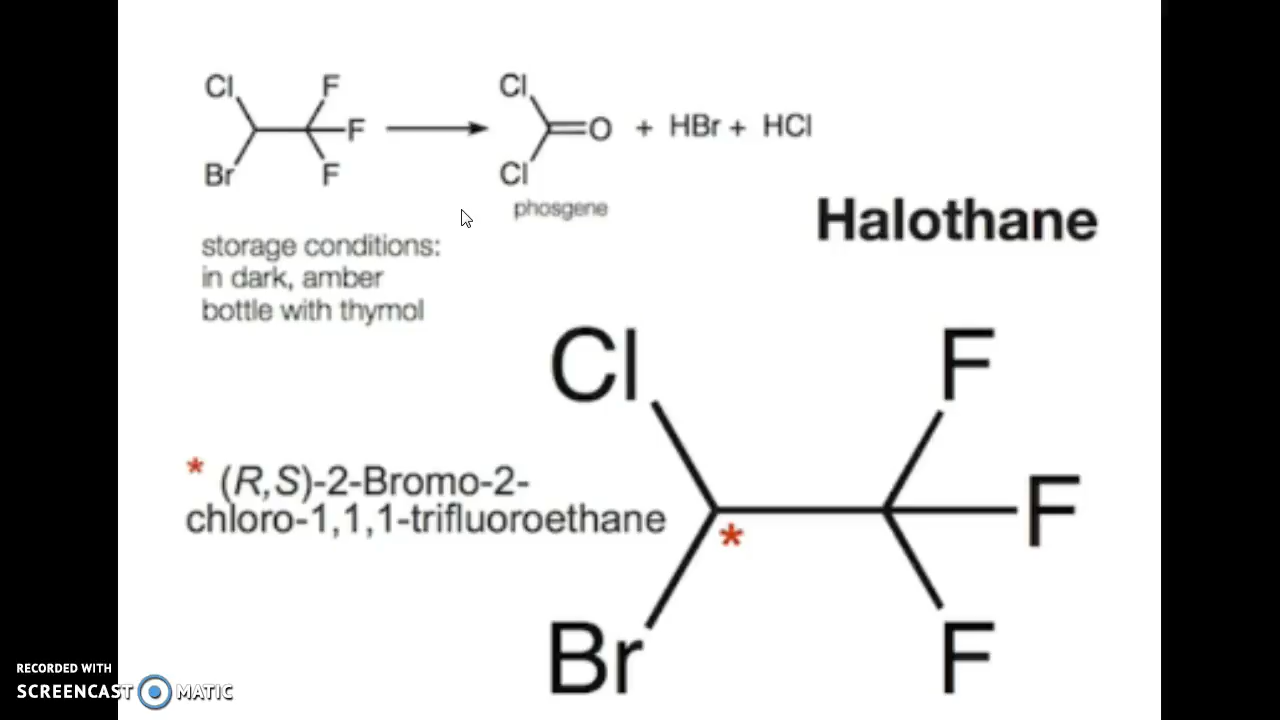 Cl F
F
Br F
Cl
O + HBr + HCl
Cl
phosgene
storage conditions:
in dark, amber
bottle with thymol
Halothane
Cl F
* (R,S)-2-Bromo-2-
chloro-1,1,1-trifluoroethane
F
*
Br F
RECORDED WITH
SCREENCAST MATIC